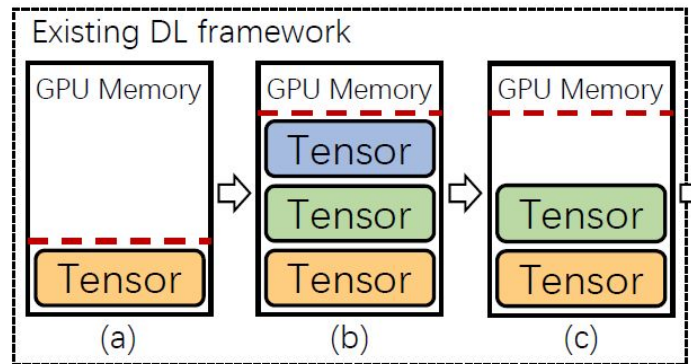 Existing DL framework
GPU Memory
Tensor
(a)
GPU Memory
Tensor
Tensor
Tensor
(b)
GPU Memory
Tensor
Tensor
(c)